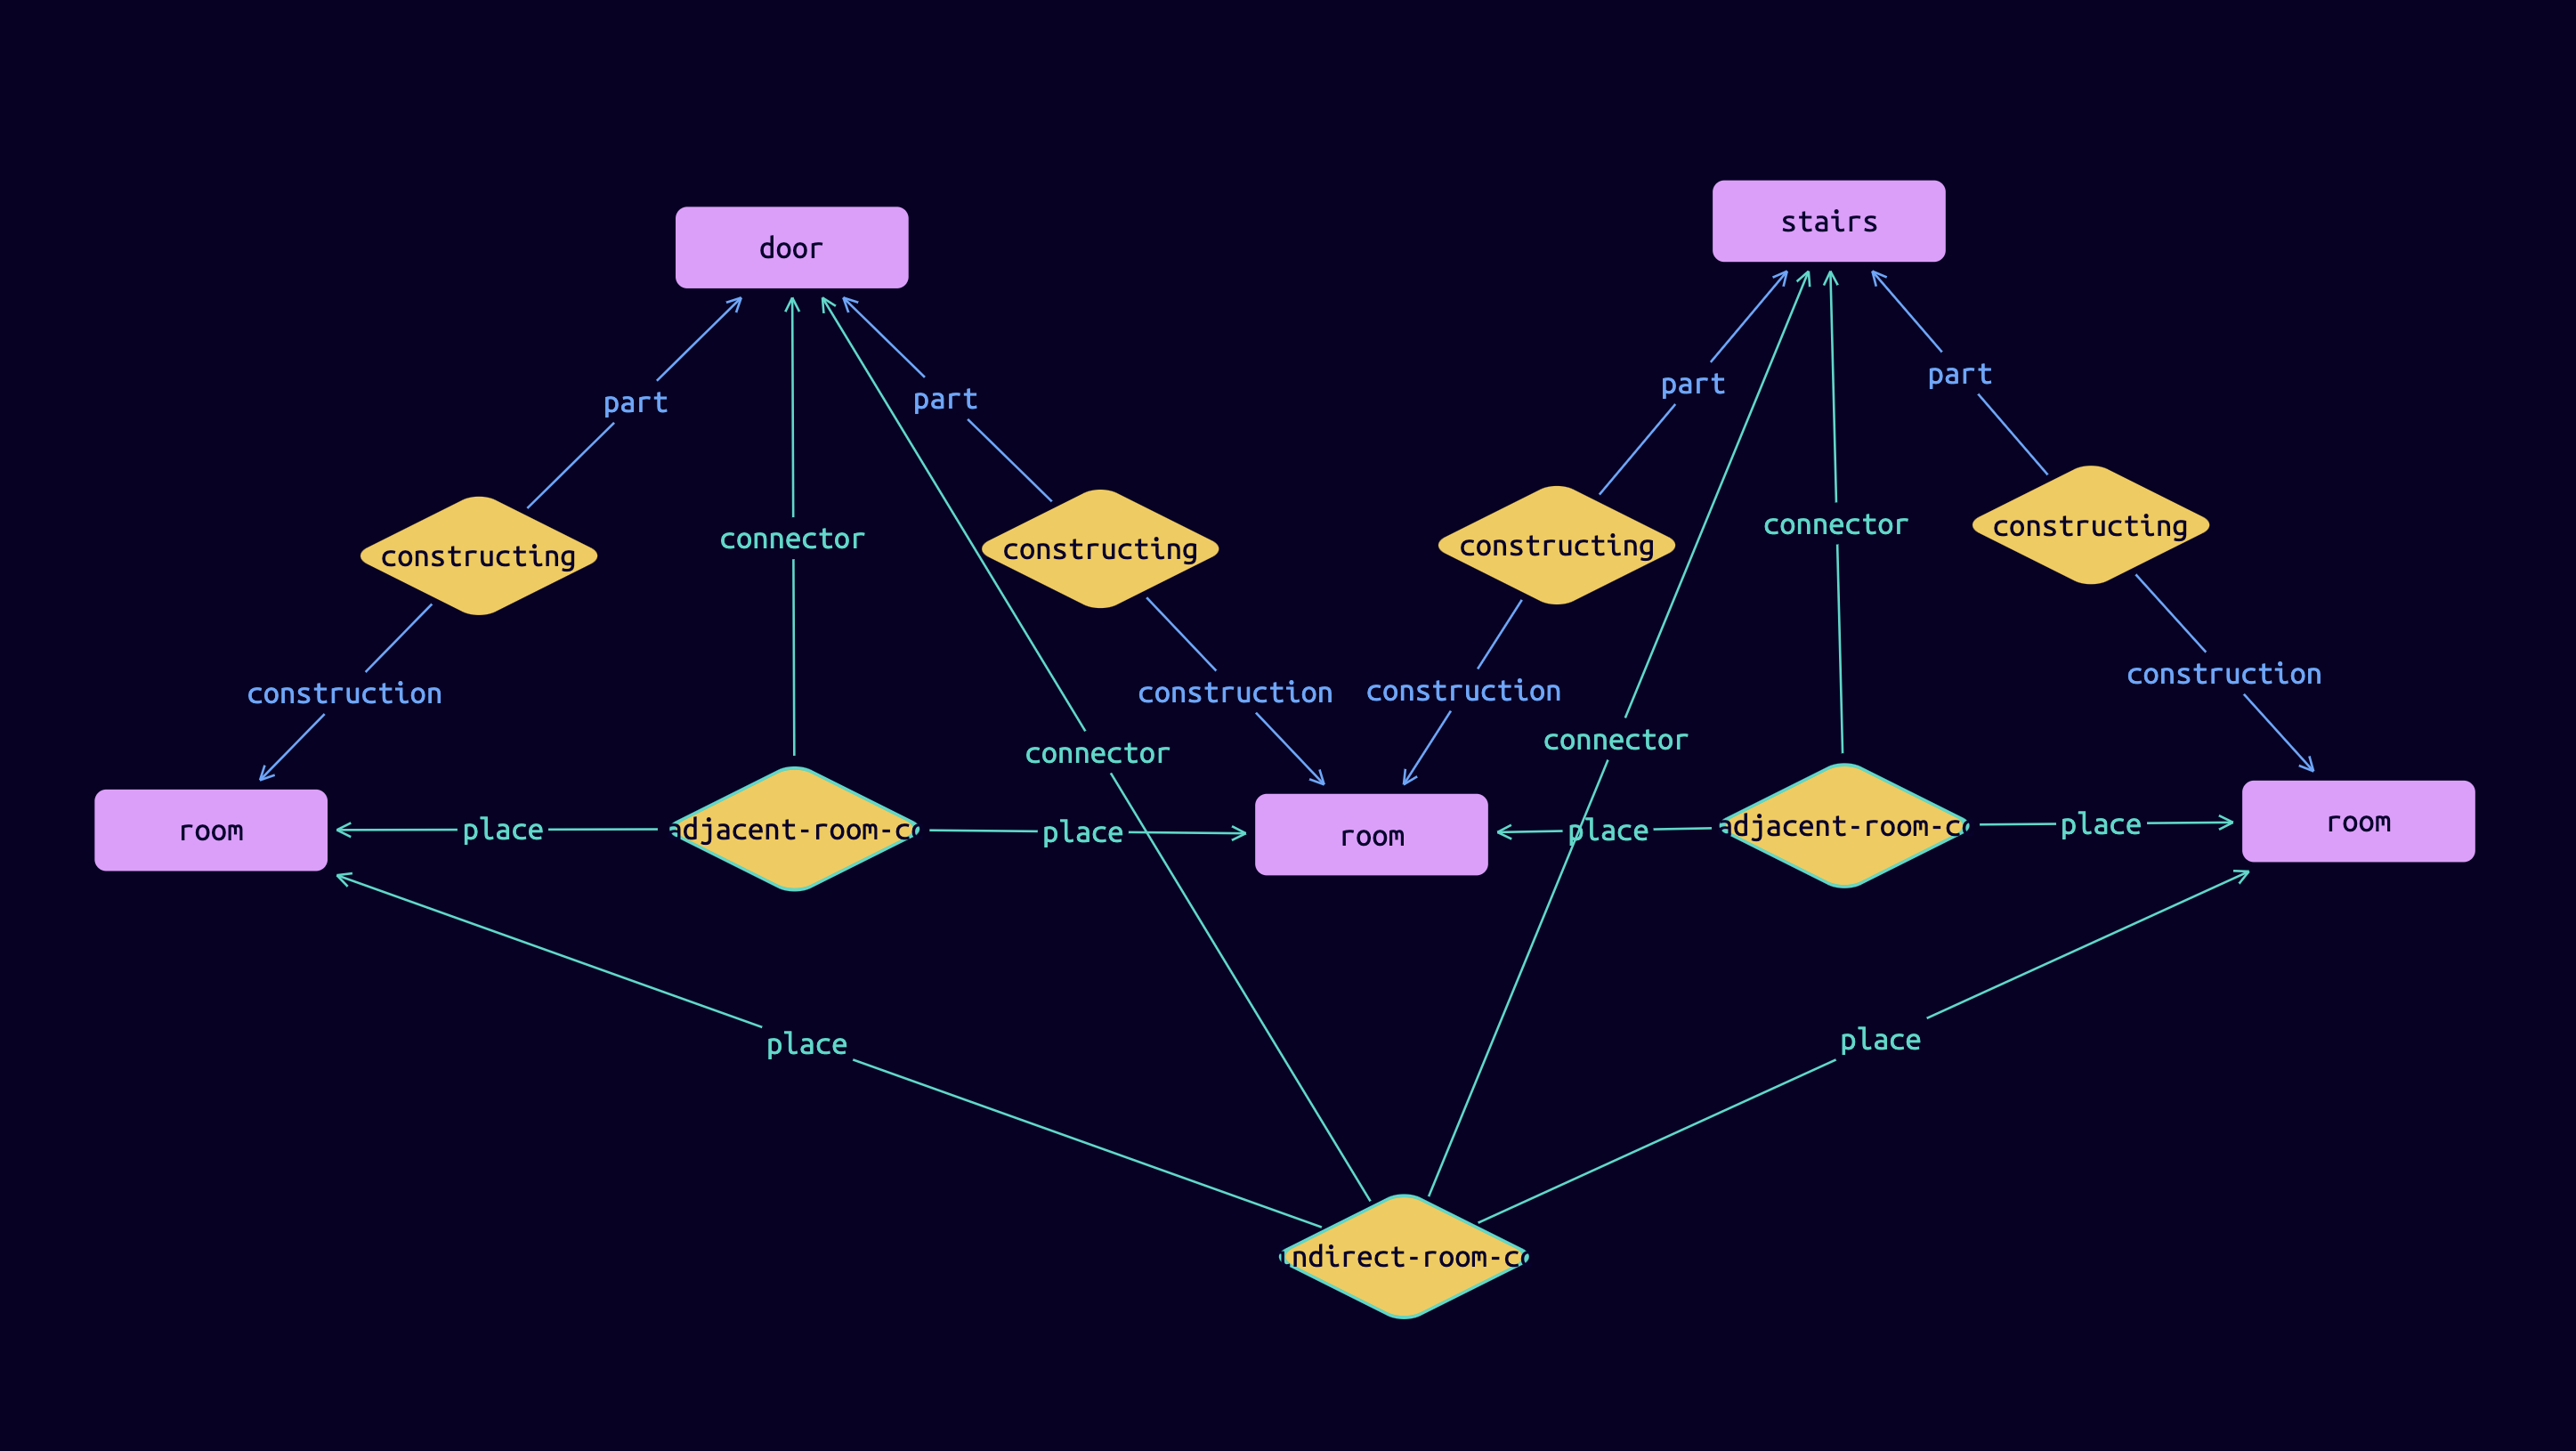 stairs
door
part
part
part
part
connector
connector
constructing
constructing
constructing
constructing
construction
construction
construction
construction
connector
connector
room
place
adjacent-room-co
place
room
place
adjacent-room-co
place
room
place
place
indirect-room-co